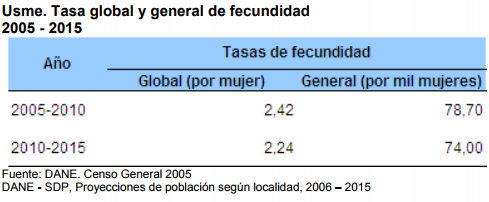 Usme. Tasa global y general de fecundidad
2005 - 2015
Año
Tasas de fecundidad
Global (por mujer) General (por mil mujeres)
2005-2010 2,42 78,70
2010-2015 2,24 74,00
Fuente: DANE. Censo General 2005
DANE - SDP, Proyecciones de población según localidad, 2006 – 2015